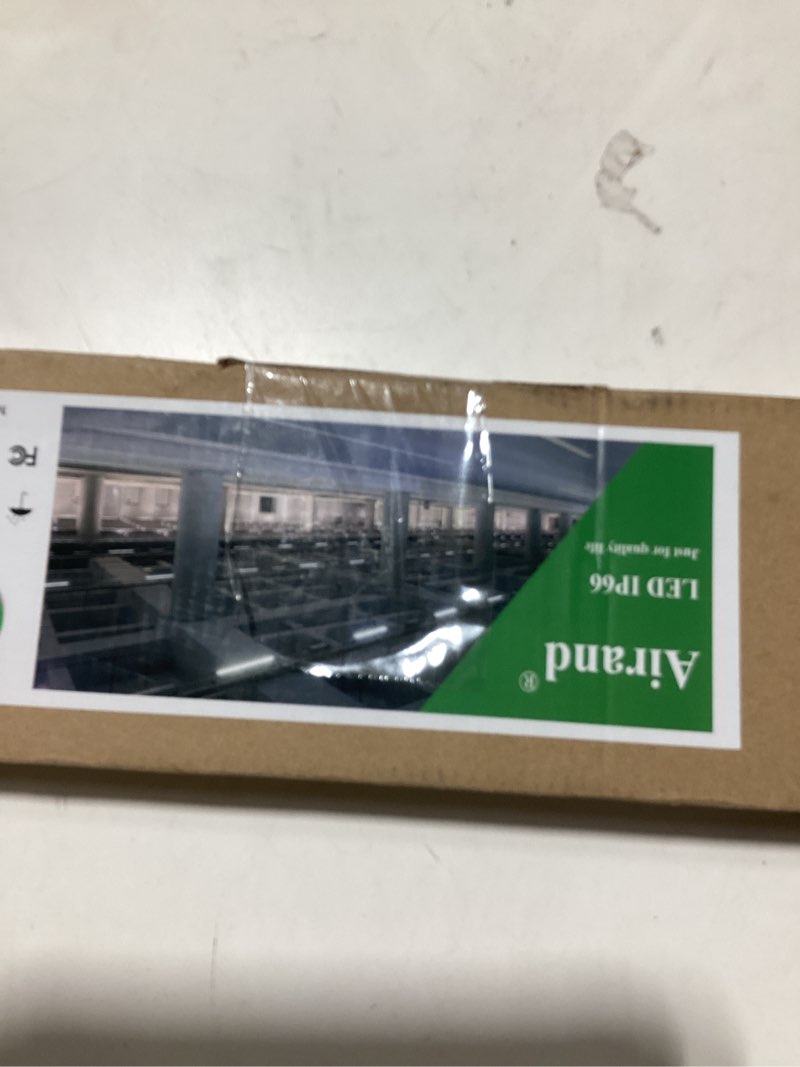 Airand®
LED IP66
Just for quality life
FC